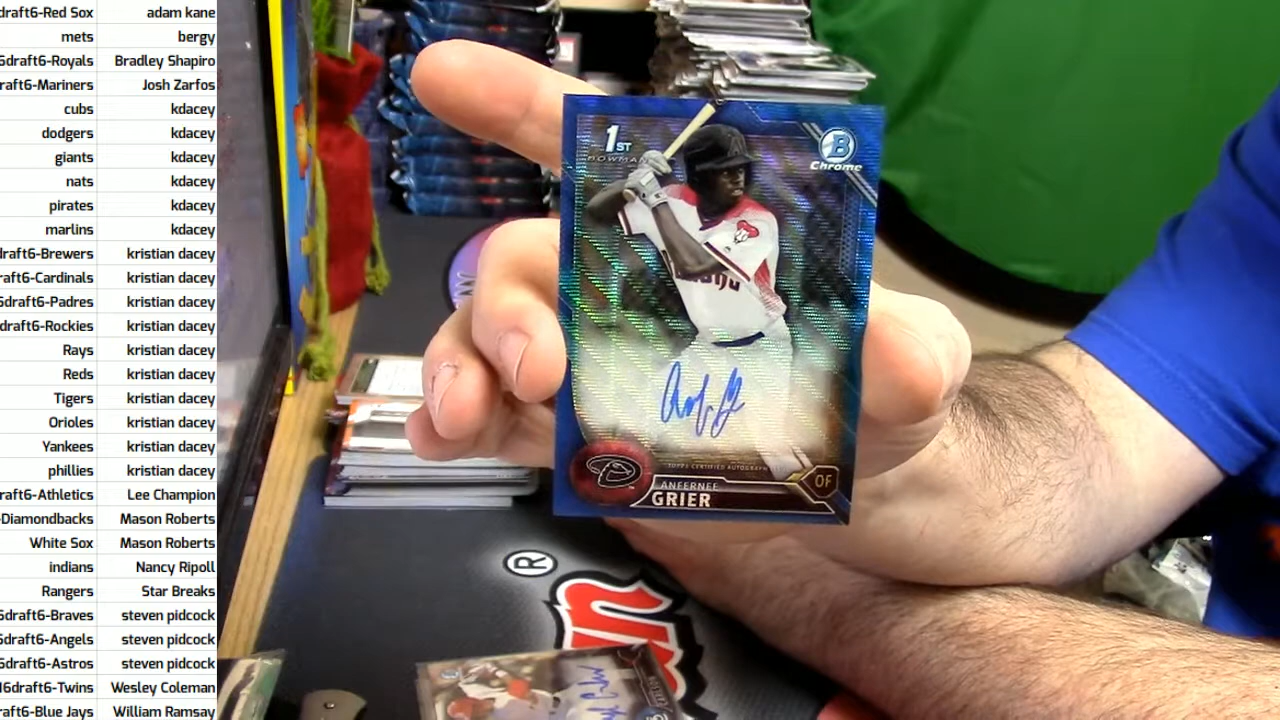 draft6-Red Sox adam kane
mets bergy
6draft6-Royals Bradley Shapiro
raft6-Mariners Josh Zarfos
cubs kdacey
dodgers kdacey
giants kdacey
nats kdacey
pirates kdacey
marlins kdacey
draft6-Brewers kristian dacey
raft6-Cardinals kristian dacey
6draft6-Padres kristian dacey
draft6-Rockies kristian dacey
Rays kristian dacey
Reds kristian dacey
Tigers kristian dacey
Orioles kristian dacey
Yankees kristian dacey
phillies kristian dacey
raft6-Athletics Lee Champion
-Diamondbacks Mason Roberts
White Sox Mason Roberts
indians Nancy Ripoll
Rangers Star Breaks
6draft6-Braves steven pidcock
6draft6-Angels steven pidcock
6draft6-Astros steven pidcock
16draft6-Twins Wesley Coleman
raft6-Blue Jays William Ramsay
1ST
BOWMAN
B
Chrome
TOPPS CERTIFIED AUTOGRAPH
ANFERNEE
GRIER
OF
®